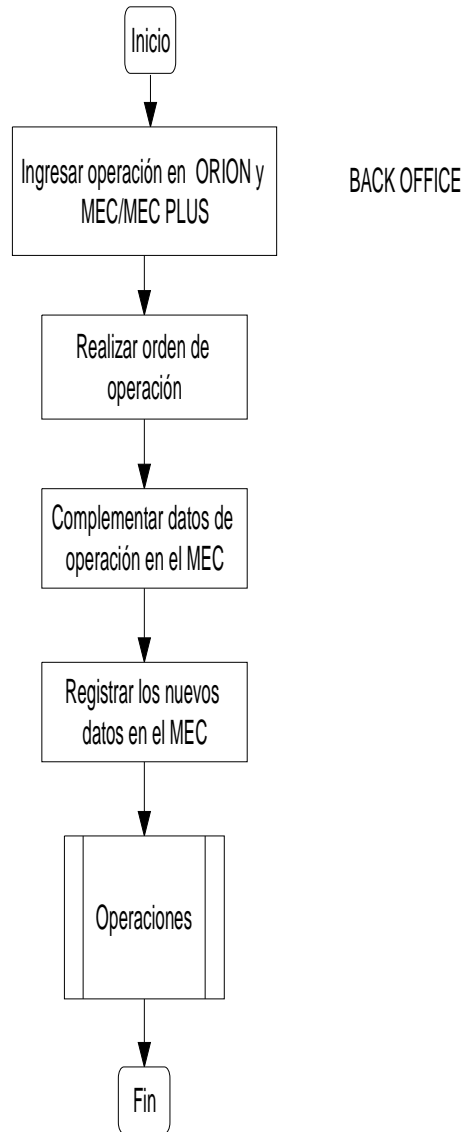 Inicio
Ingresar operación en ORION y
MEC/MEC PLUS
BACK OFFICE
Realizar orden de
operación
Complementar datos de
operación en el MEC
Registrar los nuevos
datos en el MEC
Operaciones
Fin